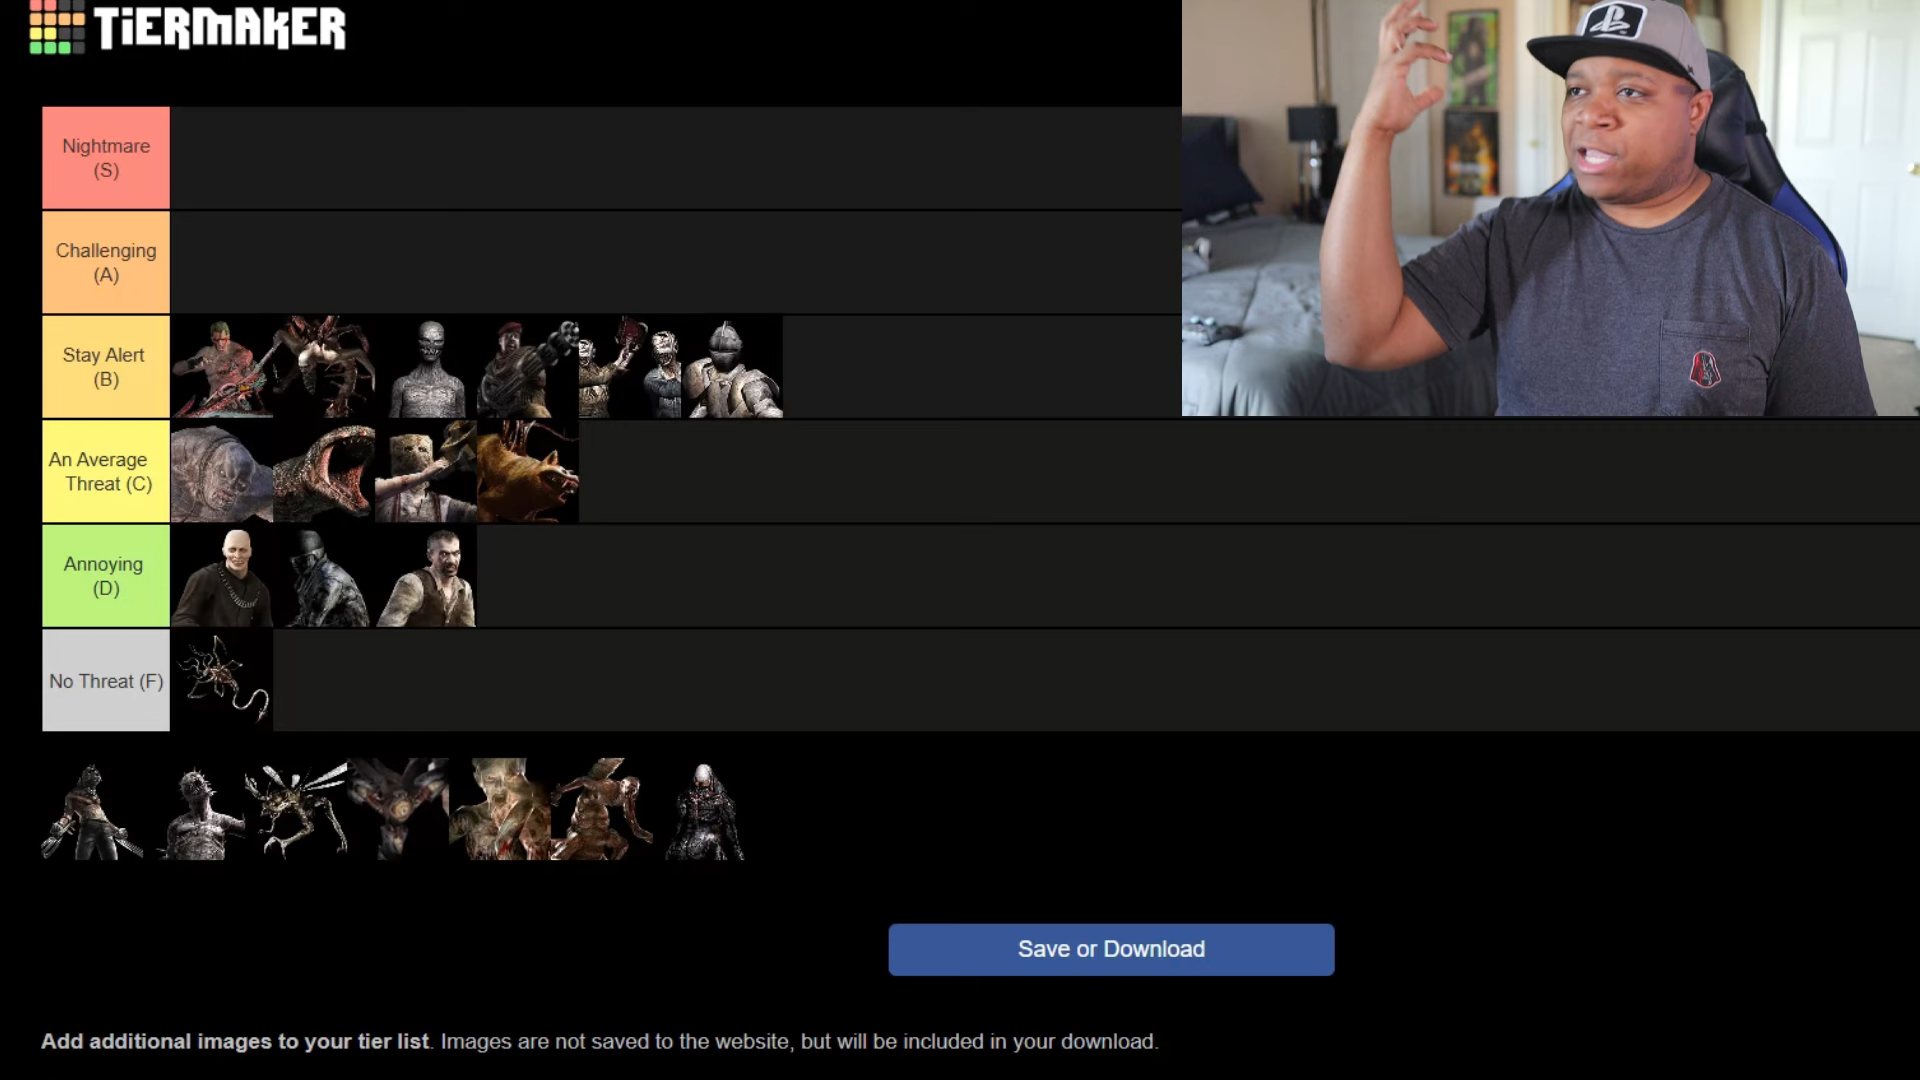 TiERMAKER
Nightmare
(S)
Challenging
(A)
Stay Alert
(B)
An Average
Threat (C)
Annoying
(D)
No Threat (F)
Save or Download
Add additional images to your tier list. Images are not saved to the website, but will be included in your download.